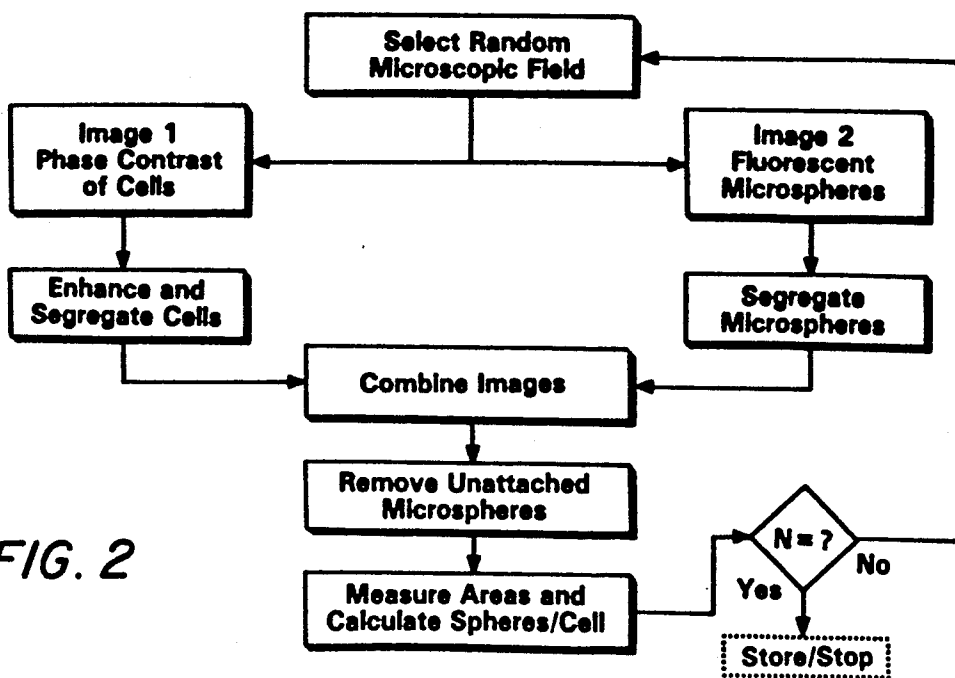 Select Random
Microscopic Field
Image 1
Phase Contrast
of Cells
Image 2
Fluorescent
Microspheres
Enhance and
Segregate Cells
Segregate
Microspheres
Combine Images
Remove Unattached
Microspheres
Measure Areas and
Calculate Spheres/Cell
N = ?
No
Yes
Store/Stop
FIG. 2